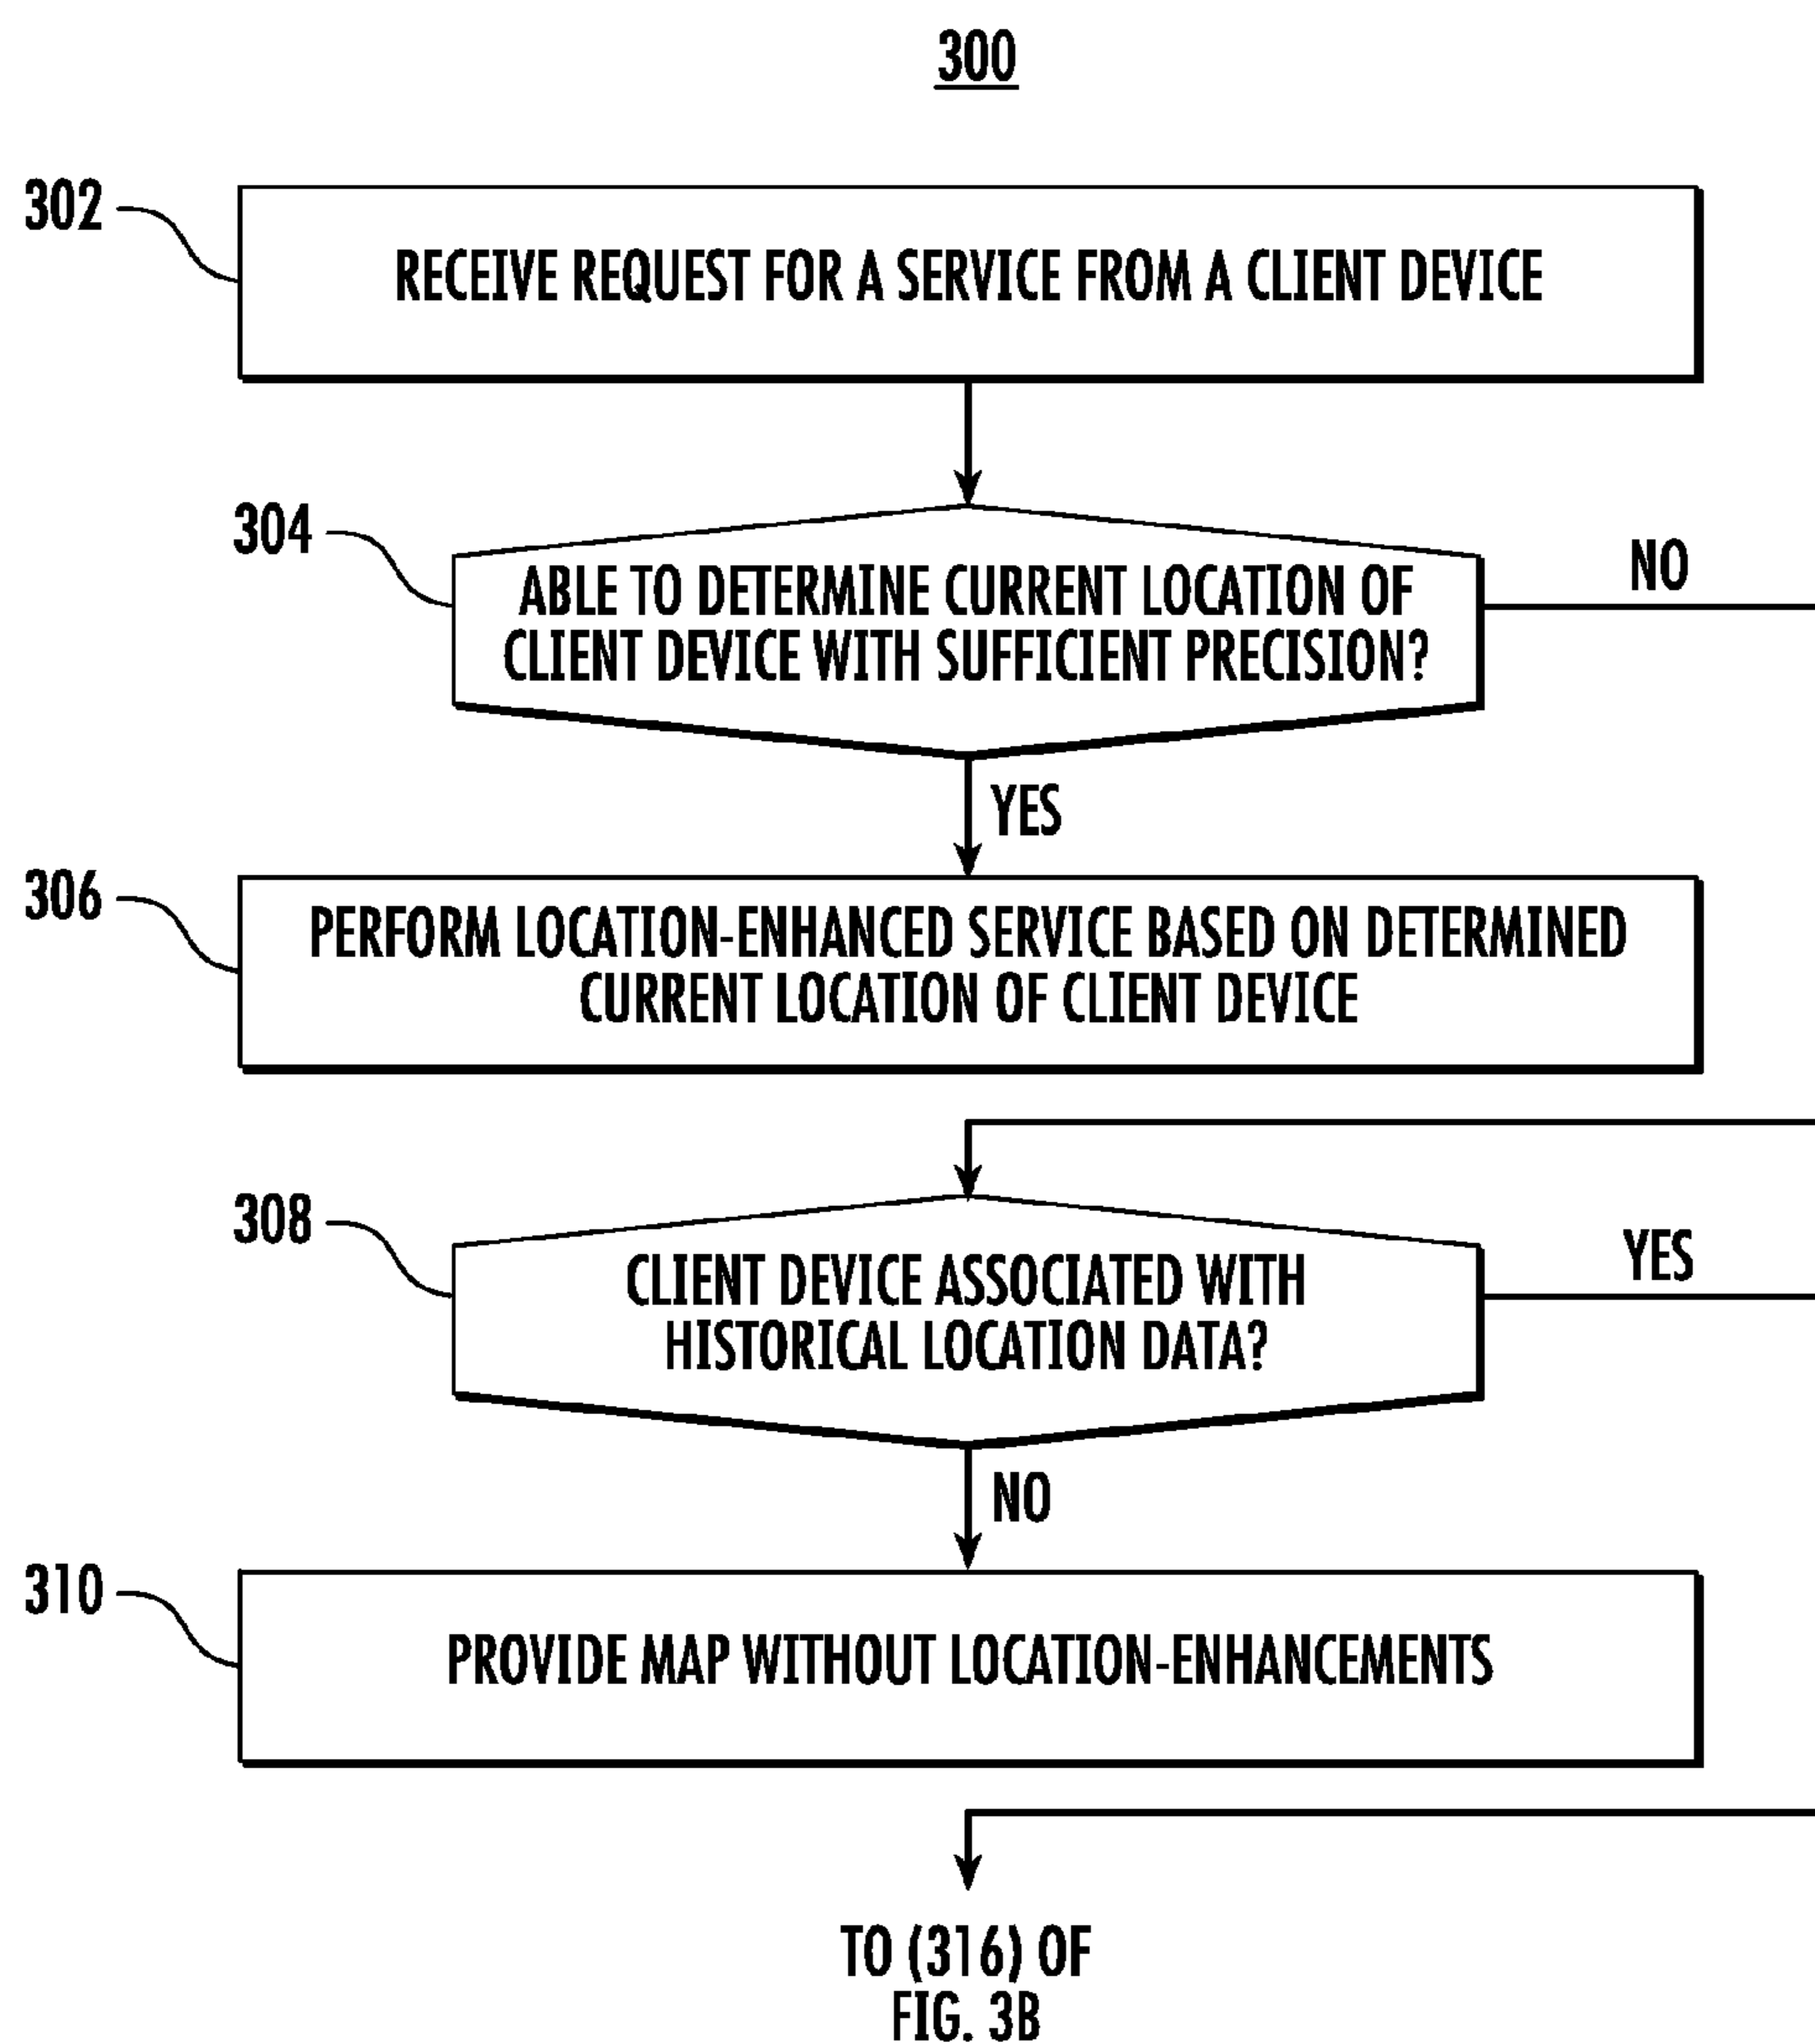 300
302
RECEIVE REQUEST FOR A SERVICE FROM A CLIENT DEVICE
304
ABLE TO DETERMINE CURRENT LOCATION OF
CLIENT DEVICE WITH SUFFICIENT PRECISION?
NO
YES
306
PERFORM LOCATION-ENHANCED SERVICE BASED ON DETERMINED
CURRENT LOCATION OF CLIENT DEVICE
308
CLIENT DEVICE ASSOCIATED WITH
HISTORICAL LOCATION DATA?
YES
NO
310
PROVIDE MAP WITHOUT LOCATION-ENHANCEMENTS
TO (316) OF
FIG. 3B